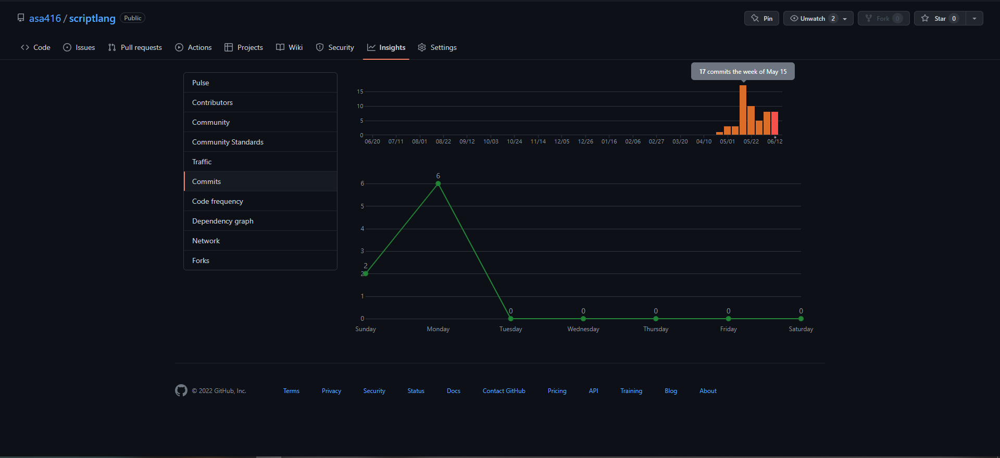 asa416 / scriptlang Public
Pin Unwatch 2 Fork 0 Star 0
Code Issues Pull requests Actions Projects Wiki Security Insights Settings
Pulse
Contributors
Community
Community Standards
Traffic
Commits
Code frequency
Dependency graph
Network
Forks
17 commits the week of May 15
15
10
5
0
06/20 07/11 08/01 08/22 09/12 10/03 10/24 11/14 12/05 12/26 01/16 02/06 02/27 03/20 04/10 05/01 05/22 06/12
6
6
5
4
3
2
2
1
0
0 0 0 0 0
Sunday Monday Tuesday Wednesday Thursday Friday Saturday
© 2022 GitHub, Inc. Terms Privacy Security Status Docs Contact GitHub Pricing API Training Blog About